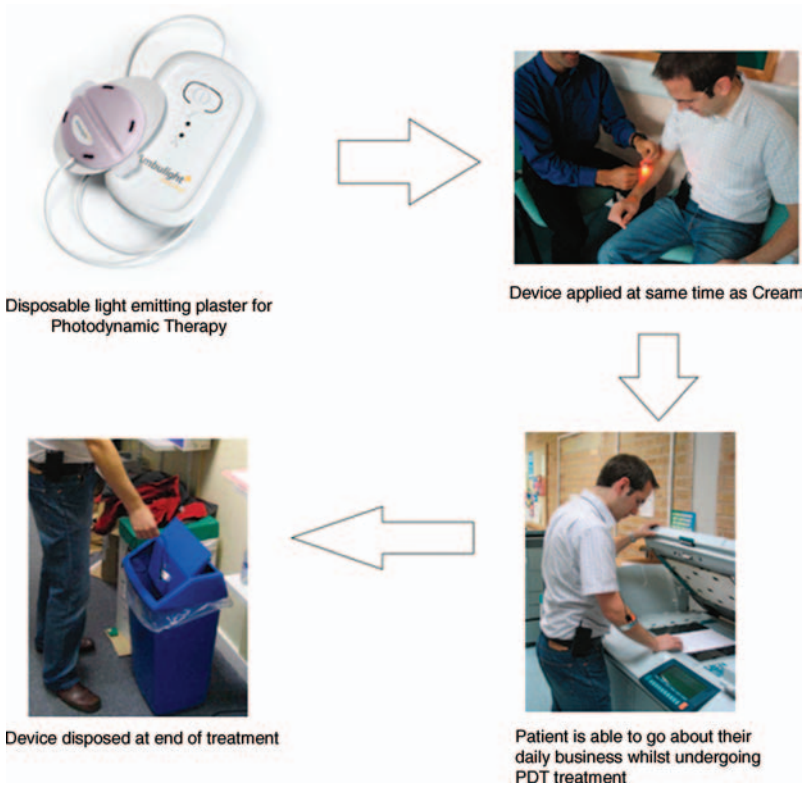 Disposable light emitting plaster for
Photodynamic Therapy
Device applied at same time as Cream
Patient is able to go about their
daily business whilst undergoing
PDT treatment
Device disposed at end of treatment